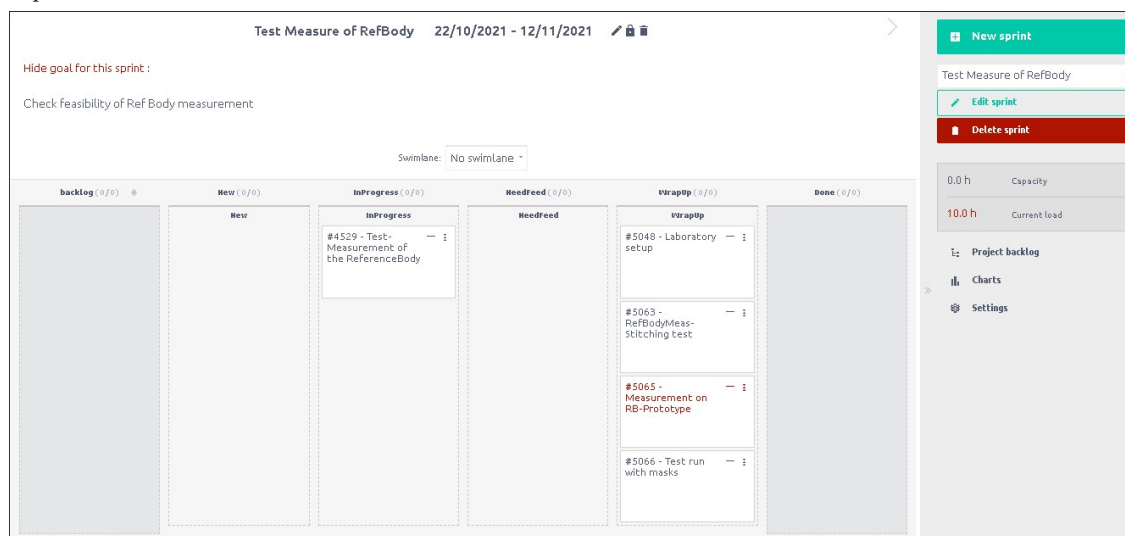 Test Measure of RefBody 22/10/2021 - 12/11/2021
Hide goal for this sprint :
Check feasibility of Ref Body measurement
Swimlane: No swimlane
backlog (0/0) New (0/0) InProgress (0/0) NeedFeed (0/0) WrapUp (0/0) Done (0/0)
New InProgress NeedFeed WrapUp
#4529 - Test-
Measurement of
the ReferenceBody
#5048 - Laboratory
setup
#5063 -
RefBodyMeas-
Stitching test
#5065 -
Measurement on
RB-Prototype
#5066 - Test run
with masks
New sprint
Test Measure of RefBody
Edit sprint
Delete sprint
0.0 h Capacity
10.0 h Current load
Project backlog
Charts
Settings